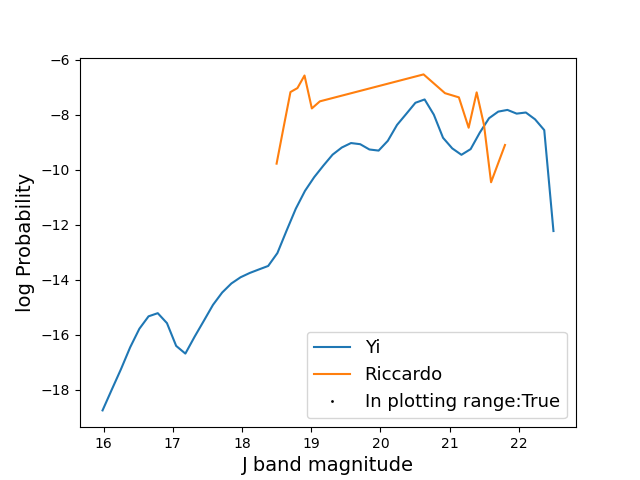 −6
−8
−10
−12
−14
−16
−18
log Probability
16 17 18 19 20 21 22
J band magnitude
Yi
Riccardo
In plotting range:True